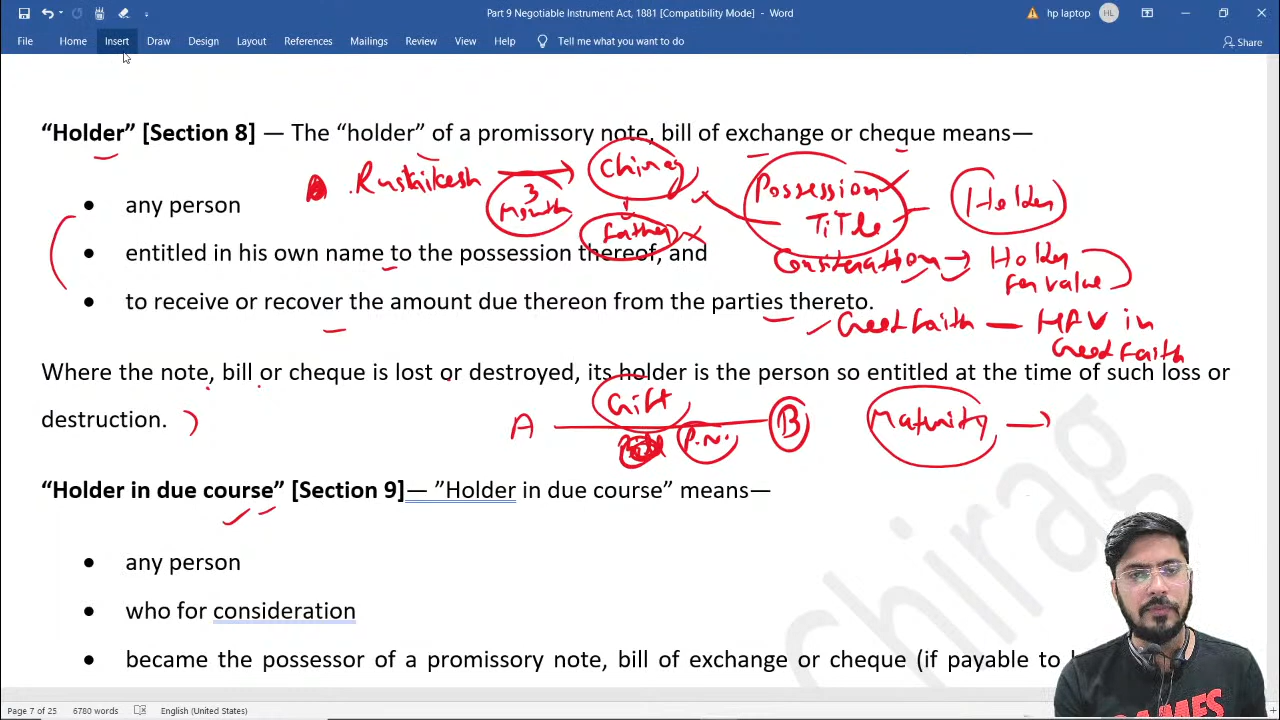 Part 9 Negotiable Instrument Act, 1881 [Compatibility Mode] - Word
hp laptop
HL
File Home Insert Draw Design Layout References Mailings Review View Help Tell me what you want to do Share
“Holder” [Section 8] — The “holder” of a promissory note, bill of exchange or cheque means—
Rushikesh
3 Month
Chirag
Father
Possession
Title
Holder
• any person
• entitled in his own name to the possession thereof, and
Holder For value
• to receive or recover the amount due thereon from the parties thereto.
Good Faith — HFV in Good Faith
Where the note, bill or cheque is lost or destroyed, its holder is the person so entitled at the time of such loss or
destruction.
A
Gift
P.N.
B
Maturity
“Holder in due course” [Section 9]— ”Holder in due course” means—
• any person
• who for consideration
• became the possessor of a promissory note, bill of exchange or cheque (if payable to
Chirag
GAMES
Page 7 of 25 6780 words English (United States)